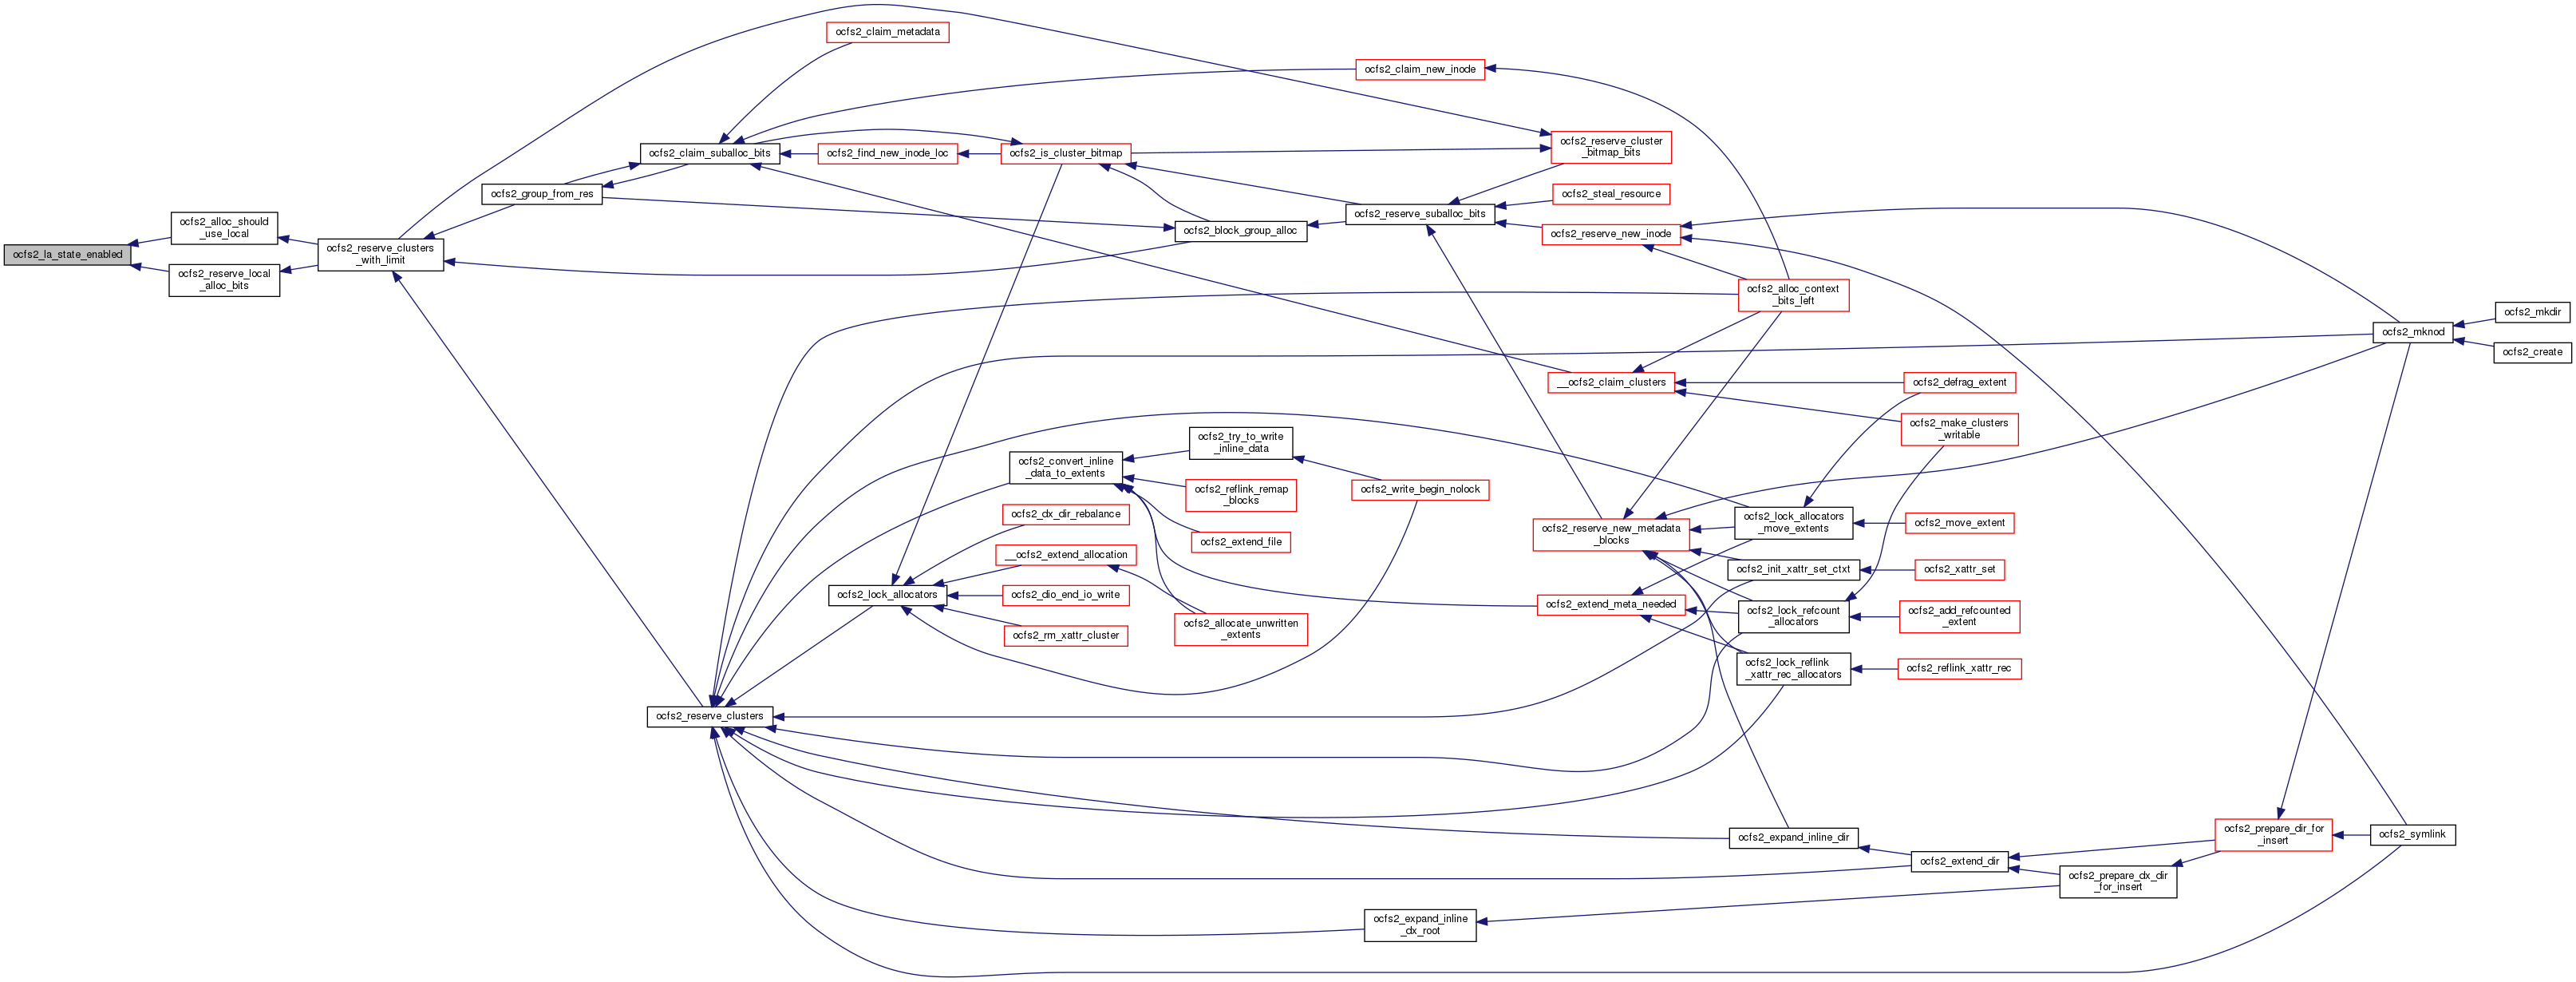 ocfs2_la_state_enabled
ocfs2_alloc_should
_use_local
ocfs2_reserve_local
_alloc_bits
ocfs2_reserve_clusters
_with_limit
ocfs2_group_from_res
ocfs2_claim_suballoc_bits
ocfs2_reserve_clusters
ocfs2_claim_metadata
ocfs2_find_new_inode_loc
ocfs2_lock_allocators
ocfs2_is_cluster_bitmap
ocfs2_convert_inline
_data_to_extents
ocfs2_dx_dir_rebalance
__ocfs2_extend_allocation
ocfs2_dio_end_io_write
ocfs2_rm_xattr_cluster
ocfs2_block_group_alloc
ocfs2_try_to_write
_inline_data
ocfs2_reflink_remap
_blocks
ocfs2_extend_file
ocfs2_allocate_unwritten
_extents
ocfs2_claim_new_inode
ocfs2_reserve_suballoc_bits
ocfs2_write_begin_nolock
ocfs2_expand_inline
_dx_root
ocfs2_reserve_cluster
_bitmap_bits
ocfs2_steal_resource
ocfs2_reserve_new_inode
__ocfs2_claim_clusters
ocfs2_reserve_new_metadata
_blocks
ocfs2_extend_meta_needed
ocfs2_alloc_context
_bits_left
ocfs2_lock_allocators
_move_extents
ocfs2_init_xattr_set_ctxt
ocfs2_lock_refcount
_allocators
ocfs2_lock_reflink
_xattr_rec_allocators
ocfs2_expand_inline_dir
ocfs2_defrag_extent
ocfs2_make_clusters
_writable
ocfs2_move_extent
ocfs2_xattr_set
ocfs2_add_refcounted
_extent
ocfs2_reflink_xattr_rec
ocfs2_extend_dir
ocfs2_prepare_dx_dir
_for_insert
ocfs2_prepare_dir_for
_insert
ocfs2_mknod
ocfs2_symlink
ocfs2_mkdir
ocfs2_create